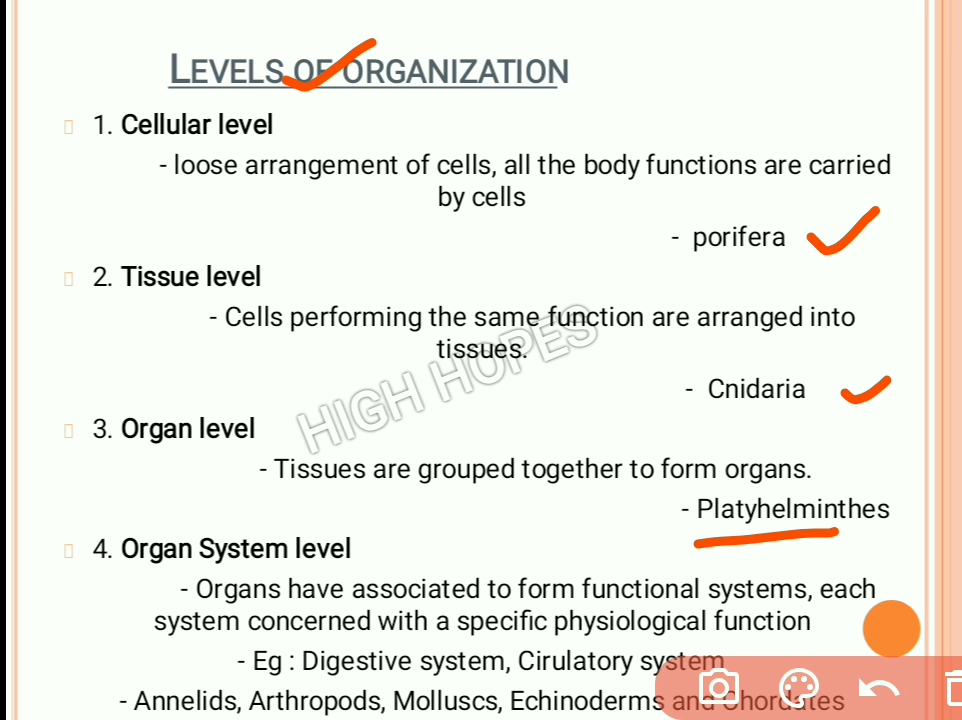 LEVELS OF ORGANIZATION
1. Cellular level
- loose arrangement of cells, all the body functions are carried
by cells
- porifera
2. Tissue level
- Cells performing the same function are arranged into
tissues.
- Cnidaria
HIGH HOPES
3. Organ level
- Tissues are grouped together to form organs.
- Platyhelminthes
4. Organ System level
- Organs have associated to form functional systems, each
system concerned with a specific physiological function
- Eg : Digestive system, Cirulatory system
- Annelids, Arthropods, Molluscs, Echinoderms and Chordates